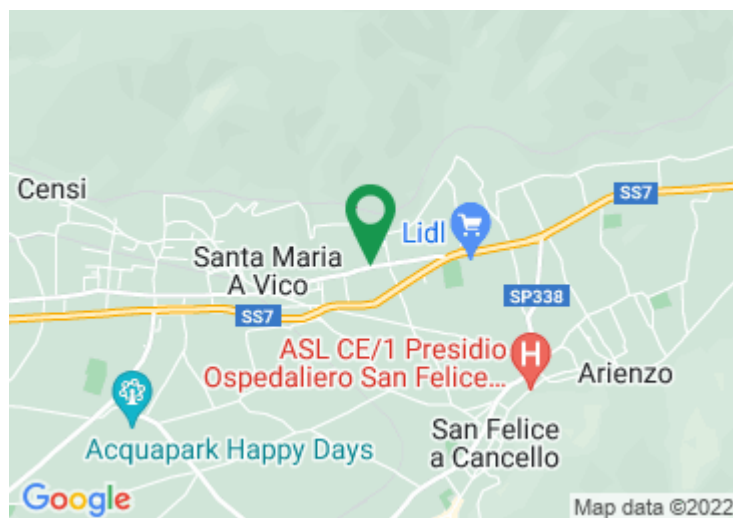 SS7
Censi
Lidl
Santa Maria
A Vico
SP338
SS7
ASL CE/1 Presidio
Ospedaliero San Felice...
H
Arienzo
Acquapark Happy Days
San Felice
a Cancello
Google
Map data ©2022